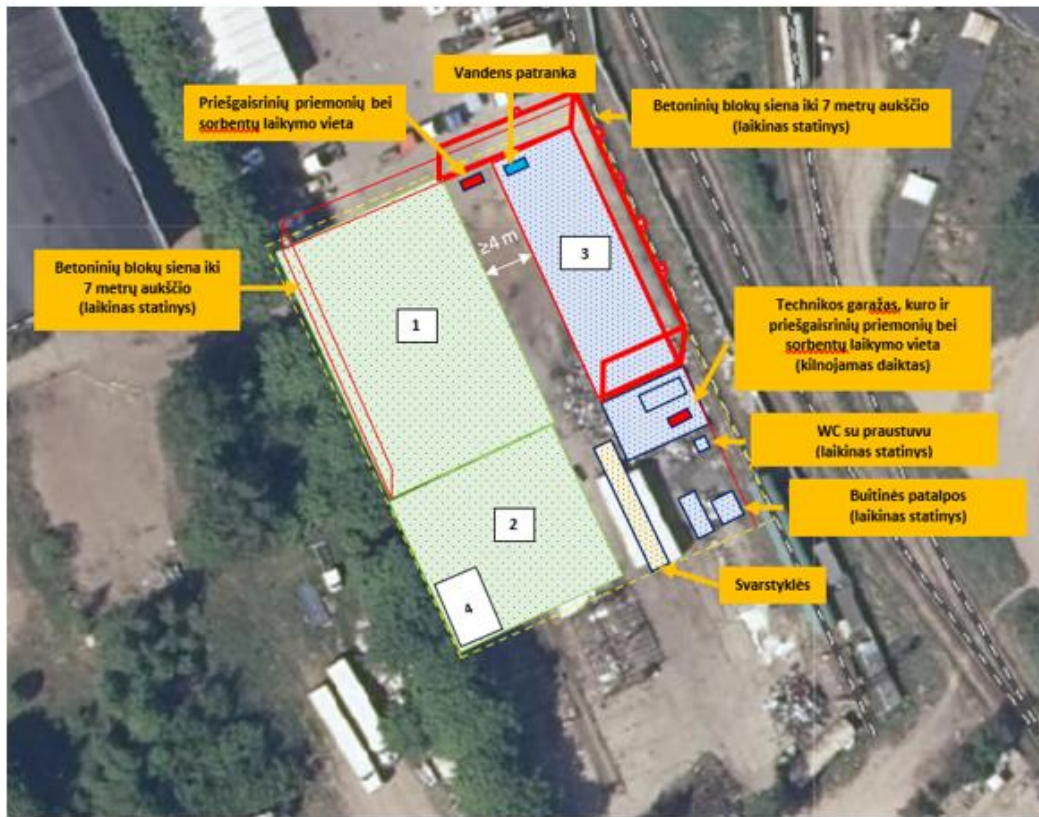 Vandens patranka
Priešgaisrinių priemonių bei
sorbentų laikymo vieta
Betoninių blokų siena iki 7 metrų aukščio
(laikinas statinys)
≥4 m
3
Betoninių blokų siena iki
7 metrų aukščio
(laikinas statinys)
1
Technikos garažas, kuro ir
priešgaisrinių priemonių bei
sorbentų laikymo vieta
(kilnojamas daiktas)
WC su praustuvu
(laikinas statinys)
Buitinės patalpos
(laikinas statinys)
2
Svarstyklės
4